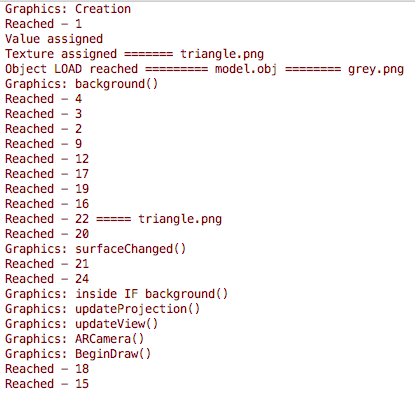 Graphics: Creation
Reached – 1
Value assigned
Texture assigned ======= triangle.png
Object LOAD reached ========= model.obj ======== grey.png
Graphics: background()
Reached – 4
Reached – 3
Reached – 2
Reached – 9
Reached – 12
Reached – 17
Reached – 19
Reached – 16
Reached – 22 ===== triangle.png
Reached – 20
Graphics: surfaceChanged()
Reached – 21
Reached – 24
Graphics: inside IF background()
Graphics: updateProjection()
Graphics: updateView()
Graphics: ARCamera()
Graphics: BeginDraw()
Reached – 18
Reached – 15